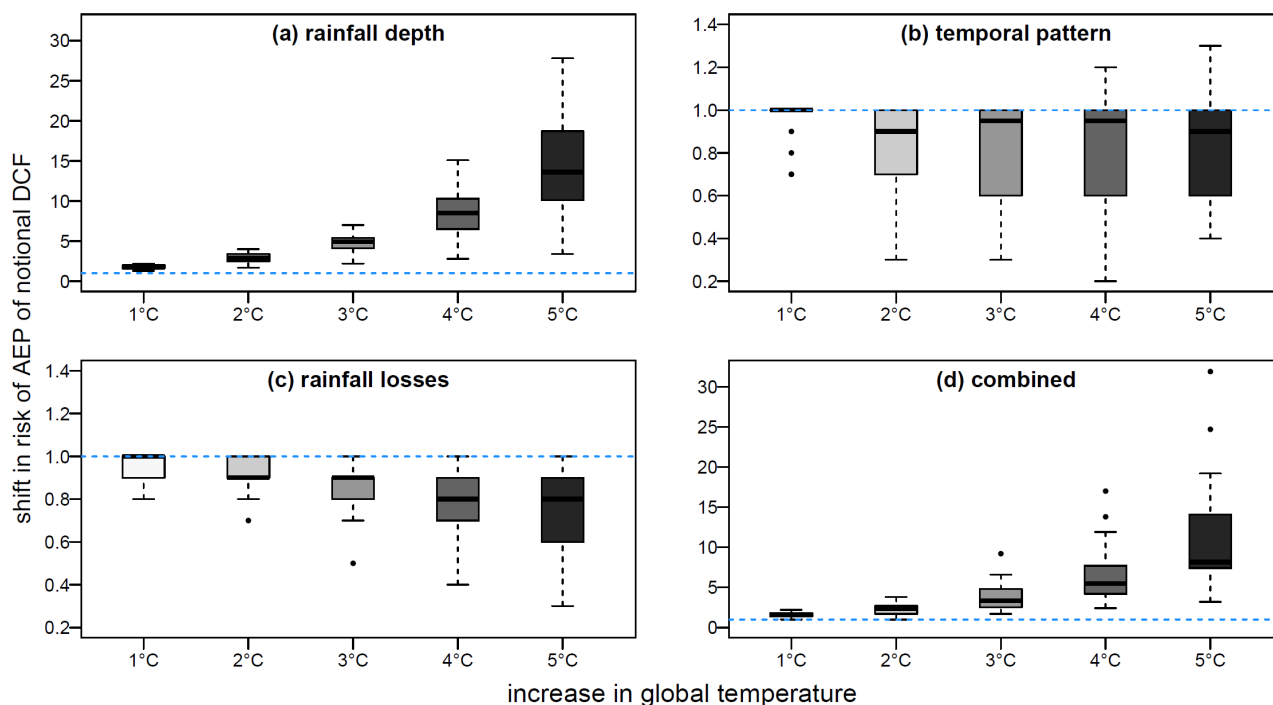 shift in risk of AEP of notional DCF
(a) rainfall depth
30
25
20
15
10
5
0
1°C 2°C 3°C 4°C 5°C
(b) temporal pattern
1.4
1.2
1.0
0.8
0.6
0.4
0.2
1°C 2°C 3°C 4°C 5°C
(c) rainfall losses
1.4
1.2
1.0
0.8
0.6
0.4
0.2
1°C 2°C 3°C 4°C 5°C
(d) combined
30
25
20
15
10
5
0
1°C 2°C 3°C 4°C 5°C
increase in global temperature